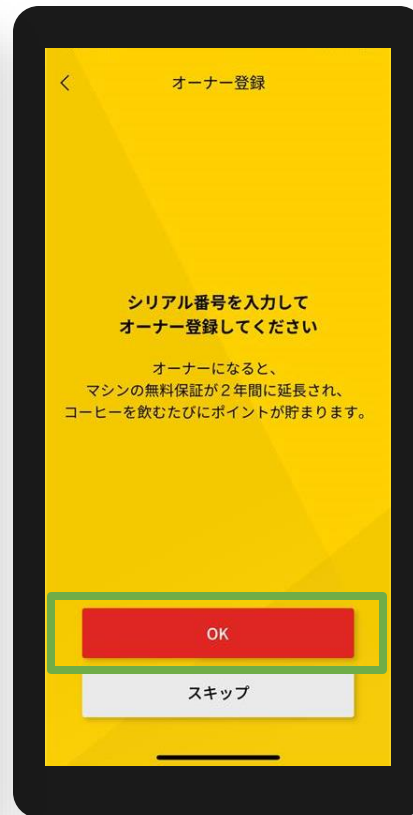 オーナー登録
シリアル番号を入力して
オーナー登録してください
オーナーになると、
マシンの無料保証が２年間に延長され、
コーヒーを飲むたびにポイントが貯まります。
OK
スキップ